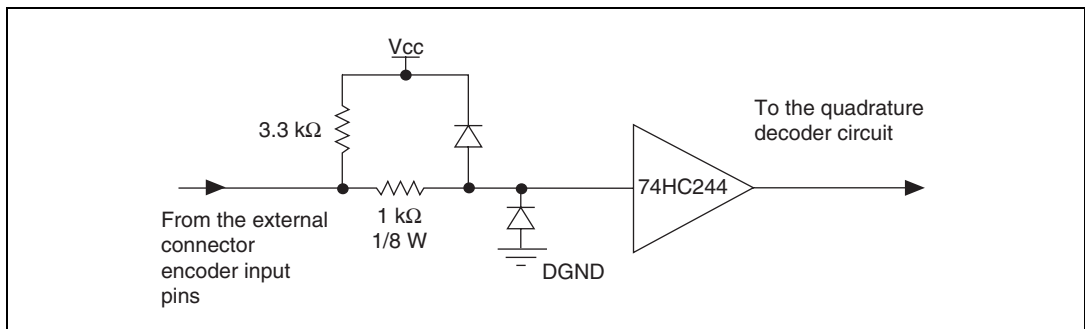 Vcc
3.3 kΩ
To the quadrature
decoder circuit
74HC244
From the external
connector
encoder input
pins
1 kΩ
1/8 W
DGND